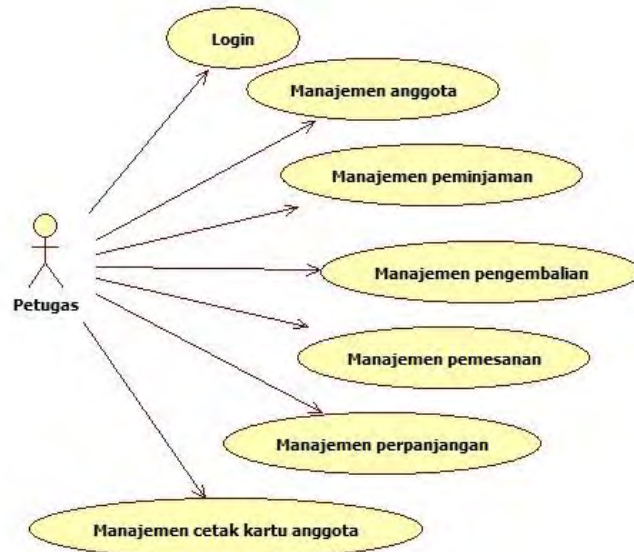 Login
Manajemen anggota
Manajemen peminjaman
Manajemen pengembalian
Petugas
Manajemen pemesanan
Manajemen perpanjangan
Manajemen cetak kartu anggota